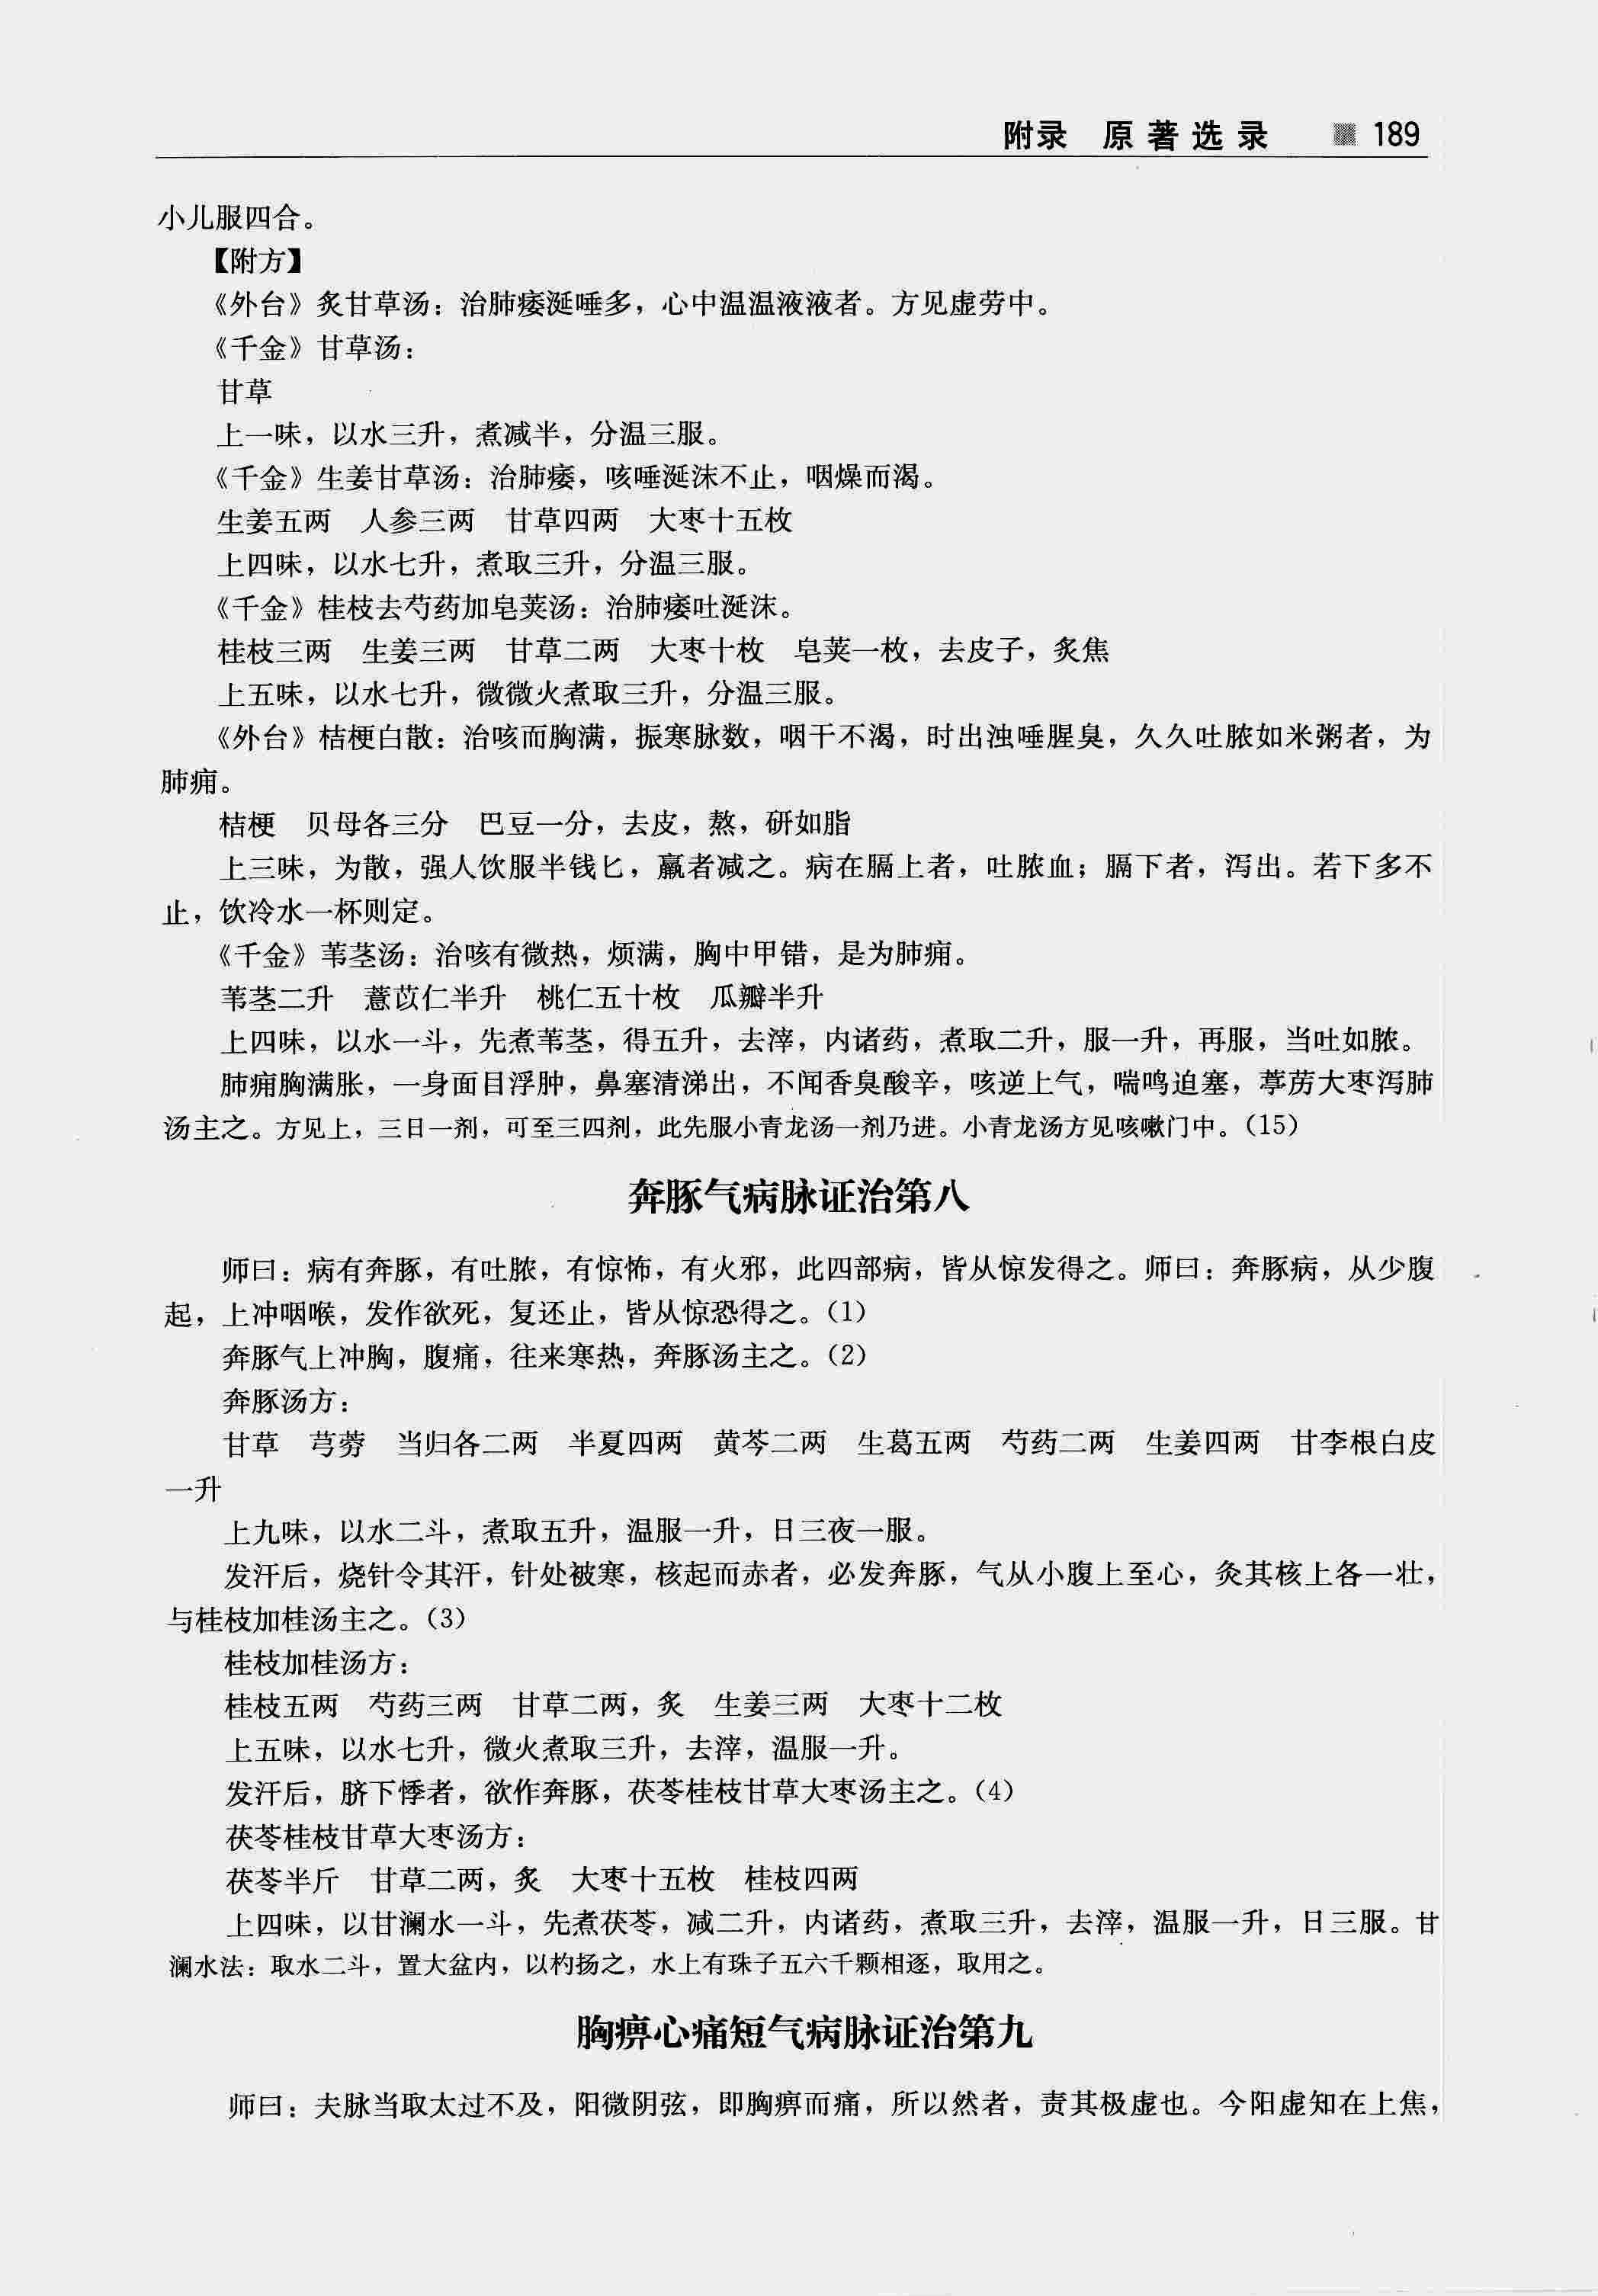 附录 原著选录 189
小儿服四合。
【附方】
《外台》炙甘草汤：治肺痿涎唾多，心中温温液液者。方见虚劳中。
《千金》甘草汤：
甘草
上一味，以水三升，煮减半，分温三服。
《千金》生姜甘草汤：治肺痿，咳唾涎沫不止，咽燥而渴。
生姜五两 人参三两 甘草四两 大枣十五枚
上四味，以水七升，煮取三升，分温三服。
《千金》桂枝去芍药加皂荚汤：治肺痿吐涎沫。
桂枝三两 生姜三两 甘草二两 大枣十枚 皂荚一枚，去皮子，炙焦
上五味，以水七升，微微火煮取三升，分温三服。
《外台》桔梗白散：治咳而胸满，振寒脉数，咽干不渴，时出浊唾腥臭，久久吐脓如米粥者，为
肺痈。
桔梗 贝母各三分 巴豆一分，去皮，熬，研如脂
上三味，为散，强人饮服半钱匕，羸者减之。病在膈上者，吐脓血；膈下者，泻出。若下多不
止，饮冷水一杯则定。
《千金》苇茎汤：治咳有微热，烦满，胸中甲错，是为肺痈。
苇茎二升 薏苡仁半升 桃仁五十枚 瓜瓣半升
上四味，以水一斗，先煮苇茎，得五升，去滓，内诸药，煮取二升，服一升，再服，当吐如脓。
肺痈胸满胀，一身面目浮肿，鼻塞清涕出，不闻香臭酸辛，咳逆上气，喘鸣迫塞，葶苈大枣泻肺
汤主之。方见上，三日一剂，可至三四剂，此先服小青龙汤一剂乃进。小青龙汤方见咳嗽门中。（15）
奔豚气病脉证治第八
师曰：病有奔豚，有吐脓，有惊怖，有火邪，此四部病，皆从惊发得之。师曰：奔豚病，从少腹
起，上冲咽喉，发作欲死，复还止，皆从惊恐得之。（1）
奔豚气上冲胸，腹痛，往来寒热，奔豚汤主之。（2）
奔豚汤方：
甘草 芎䓖 当归各二两 半夏四两 黄芩二两 生葛五两 芍药二两 生姜四两 甘李根白皮
一升
上九味，以水二斗，煮取五升，温服一升，日三夜一服。
发汗后，烧针令其汗，针处被寒，核起而赤者，必发奔豚，气从小腹上至心，灸其核上各一壮，
与桂枝加桂汤主之。（3）
桂枝加桂汤方：
桂枝五两 芍药三两 甘草二两，炙 生姜三两 大枣十二枚
上五味，以水七升，微火煮取三升，去滓，温服一升。
发汗后，脐下悸者，欲作奔豚，茯苓桂枝甘草大枣汤主之。（4）
茯苓桂枝甘草大枣汤方：
茯苓半斤 甘草二两，炙 大枣十五枚 桂枝四两
上四味，以甘澜水一斗，先煮茯苓，减二升，内诸药，煮取三升，去滓，温服一升，日三服。甘
澜水法：取水二斗，置大盆内，以杓扬之，水上有珠子五六千颗相逐，取用之。
胸痹心痛短气病脉证治第九
师曰：夫脉当取太过不及，阳微阴弦，即胸痹而痛，所以然者，责其极虚也。今阳虚知在上焦，